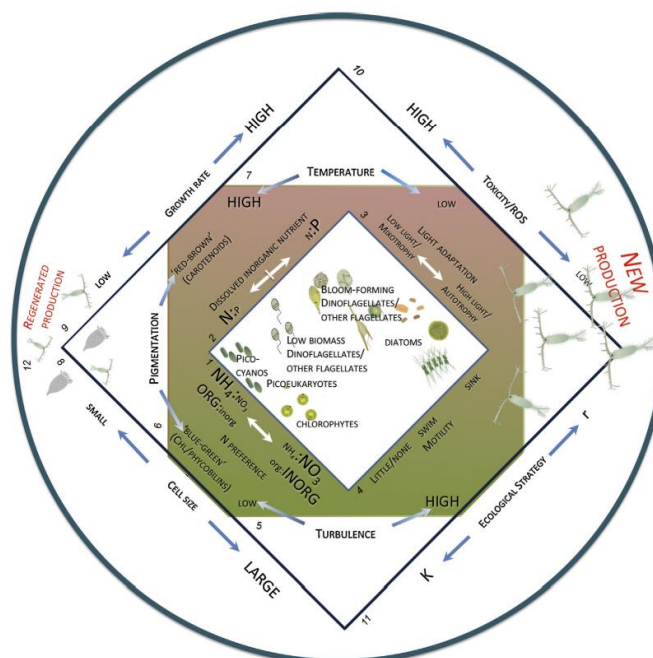 10
HIGH
HIGH
GROWTH RATE
TOXICITY/ROS
7
TEMPERATURE
HIGH
LOW
'RED-BROWN'
(CAROTENOIDS)
DISSOLVED INORGANIC NUTRIENT
N:P
3
LOW LIGHT/
MIXOTROPHY
LIGHT ADAPTATION
HIGH LIGHT/
AUTOTROPHY
LOW
LOW
REGENERATED
PRODUCTION
NEW
PRODUCTION
N:P
BLOOM-FORMING
DINOFLAGELLATES/
OTHER FLAGELLATES
DIATOMS
LOW BIOMASS
DINOFLAGELLATES/
OTHER FLAGELLATES
9
12
8
2
1
PICO-
CYANOS
PICOEUKARYOTES
CHLOROPHYTES
PIGMENTATION
NH4:NO3
ORG:inorg
N PREFERENCE
NH4:NO3
org:INORG
SINK
SWIM
MOTILITY
LITTLE/NONE
4
SMALL
6
'BLUE-GREEN'
(CHL/PHYCOBILINS)
r
CELL SIZE
LOW
HIGH
ECOLOGICAL STRATEGY
5
TURBULENCE
LARGE
K
11